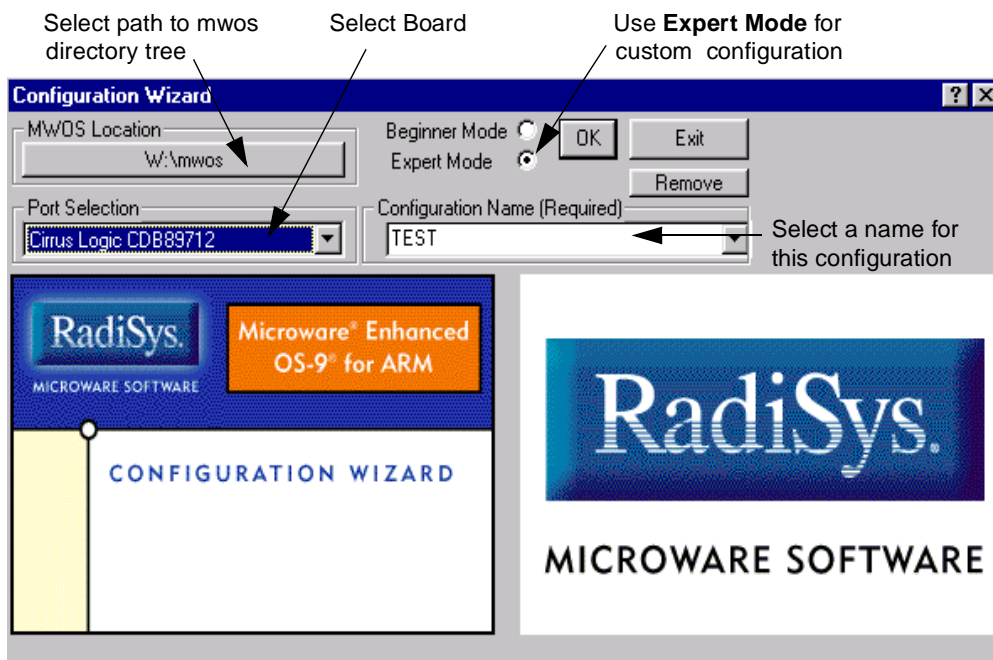 Select path to mwos
directory tree
Select Board
Use Expert Mode for
custom configuration
Configuration Wizard
MWOS Location
W:\mwos
Beginner Mode
Expert Mode
OK
Exit
Remove
Port Selection
Cirrus Logic CDB89712
Configuration Name (Required)
TEST
Select a name for
this configuration
RadiSys.
MICROWARE SOFTWARE
Microware® Enhanced
OS-9® for ARM
CONFIGURATION WIZARD
RadiSys.
MICROWARE SOFTWARE